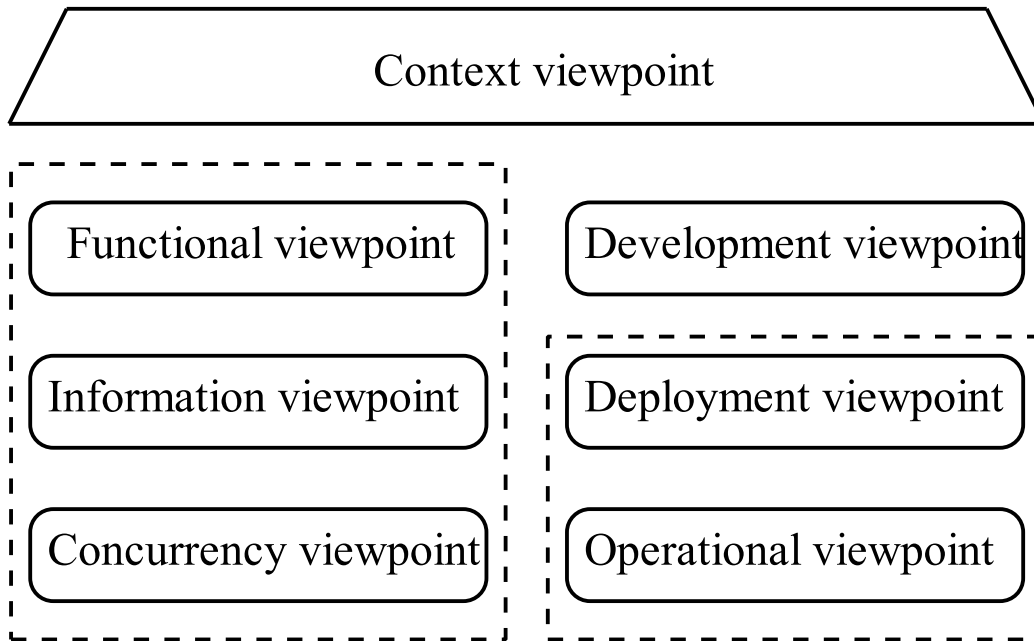 Context viewpoint
Functional viewpoint
Information viewpoint
Concurrency viewpoint
Development viewpoint
Deployment viewpoint
Operational viewpoint